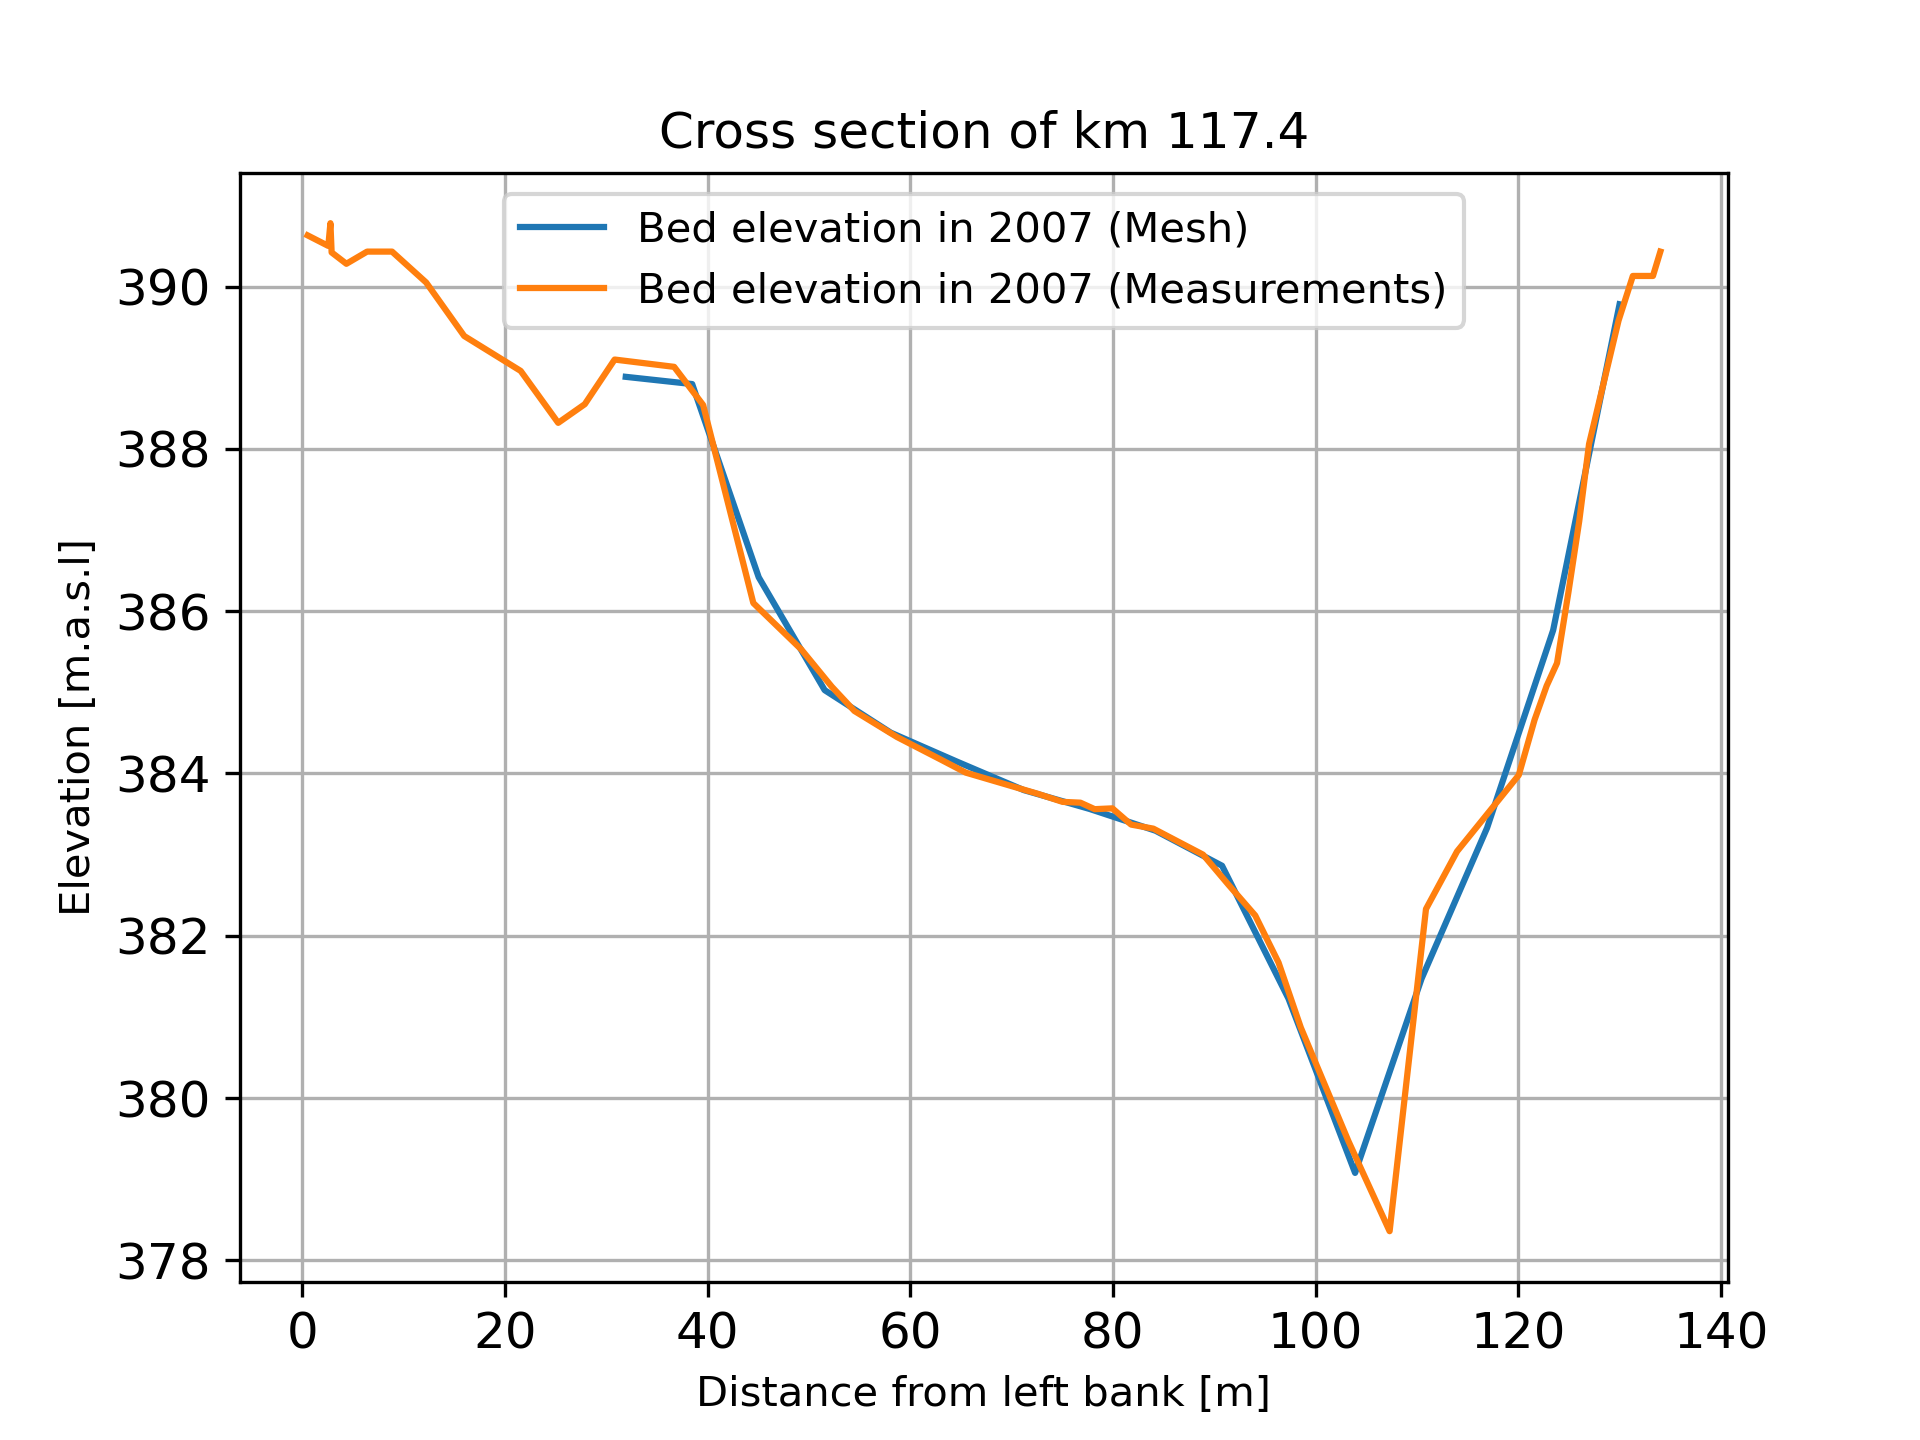 Cross section of km 117.4
Bed elevation in 2007 (Mesh)
Bed elevation in 2007 (Measurements)
Elevation [m.a.s.l]
390
388
386
384
382
380
378
0 20 40 60 80 100 120 140
Distance from left bank [m]